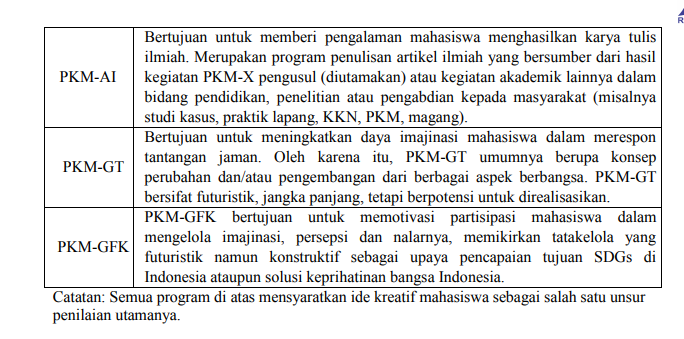 Bertujuan untuk memberi pengalaman mahasiswa menghasilkan karya tulis
ilmiah. Merupakan program penulisan artikel ilmiah yang bersumber dari hasil
PKM-AI kegiatan PKM-X pengusul (diutamakan) atau kegiatan akademik lainnya dalam
bidang pendidikan, penelitian atau pengabdian kepada masyarakat (misalnya
studi kasus, praktik lapang, KKN, PKM, magang).
Bertujuan untuk meningkatkan daya imajinasi mahasiswa dalam merespon
tantangan jaman. Oleh karena itu, PKM-GT umumnya berupa konsep
PKM-GT perubahan dan/atau pengembangan dari berbagai aspek berbangsa. PKM-GT
bersifat futuristik, jangka panjang, tetapi berpotensi untuk direalisasikan.
PKM-GFK bertujuan untuk memotivasi partisipasi mahasiswa dalam
mengelola imajinasi, persepsi dan nalarnya, memikirkan tatakelola yang
PKM-GFK futuristik namun konstruktif sebagai upaya pencapaian tujuan SDGs di
Indonesia ataupun solusi keprihatinan bangsa Indonesia.
Catatan: Semua program di atas mensyaratkan ide kreatif mahasiswa sebagai salah satu unsur
penilaian utamanya.